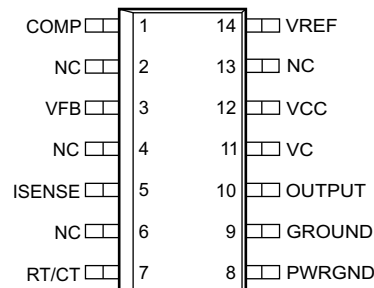 COMP 1 14 VREF
NC 2 13 NC
VFB 3 12 VCC
NC 4 11 VC
ISENSE 5 10 OUTPUT
NC 6 9 GROUND
RT/CT 7 8 PWRGND